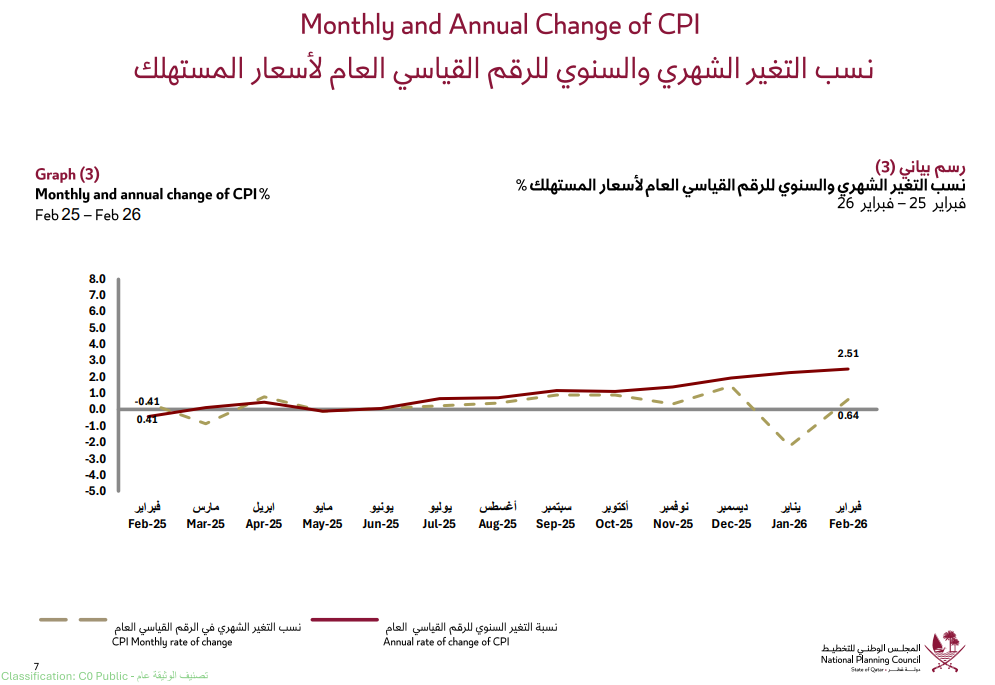 Monthly and Annual Change of CPI
نسب التغير الشهري والسنوي للرقم القياسي العام لأسعار المستهلك
Graph (3)
Monthly and annual change of CPI %
Feb 25 – Feb 26
رسم بياني (3)
نسب التغير الشهري والسنوي للرقم القياسي العام لأسعار المستهلك %
فبراير 25 – فبراير 26
8.0
7.0
6.0
5.0
4.0
3.0
2.0
1.0
0.0
-1.0
-2.0
-3.0
-4.0
-5.0
-0.41
0.41
2.51
0.64
فبراير مارس ابريل مايو يونيو يوليو أغسطس سبتمبر أكتوبر نوفمبر ديسمبر يناير فبراير
Feb-25 Mar-25 Apr-25 May-25 Jun-25 Jul-25 Aug-25 Sep-25 Oct-25 Nov-25 Dec-25 Jan-26 Feb-26
نسب التغير الشهري في الرقم القياسي العام
CPI Monthly rate of change
نسبة التغير السنوي للرقم القياسي العام
Annual rate of change of CPI
المجلس الوطني للتخطيط
National Planning Council
State of Qatar • دولة قطر
7
Classification: C0 Public - تصنيف الوثيقة عام